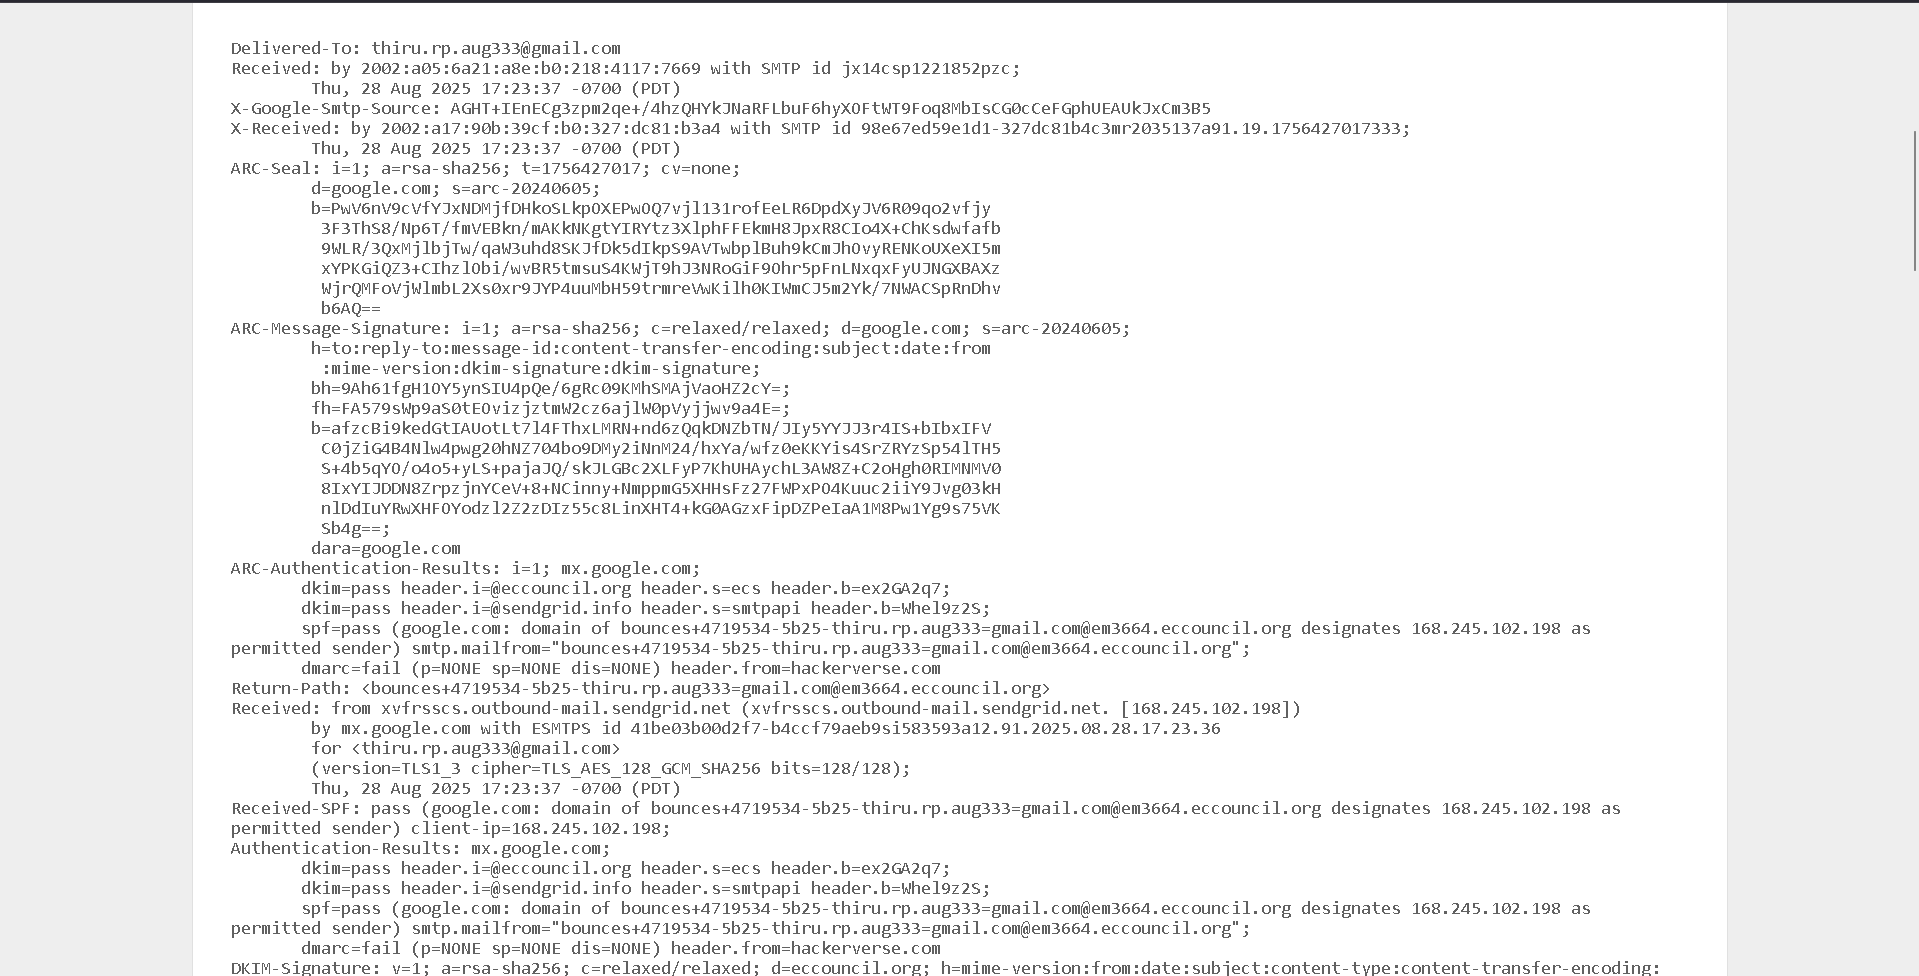 Delivered-To: thiru.rp.aug333@gmail.com
Received: by 2002:a05:6a21:a8e:b0:218:4117:7669 with SMTP id jx14csp1221852pzc;
Thu, 28 Aug 2025 17:23:37 -0700 (PDT)
X-Google-Smtp-Source: AGHT+IEnECg3zpm2qe+/4hzQHYkJNaRFLbuF6hyXOFtWT9Foq8MbIsCG0cCeFGphUEAUkJxCm3B5
X-Received: by 2002:a17:90b:39cf:b0:327:dc81:b3a4 with SMTP id 98e67ed59e1d1-327dc81b4c3mr2035137a91.19.1756427017333;
Thu, 28 Aug 2025 17:23:37 -0700 (PDT)
ARC-Seal: i=1; a=rsa-sha256; t=1756427017; cv=none;
d=google.com; s=arc-20240605;
b=PwV6nV9cVfYJxNDMjfDHkoSLkpOXEPwOQ7vjl131rofEeLR6DpdXyJV6R09qo2vfjy
3F3ThS8/Np6T/fmVEBkn/mAKkNKgtYIRYtz3XlphFFEkmH8JpxR8CIo4X+ChKsdwfafb
9WLR/3QxMjlbjTw/qaW3uhd8SKJfDk5dIkpS9AVTwbplBuh9kCmJhOvyRENKoUXeXI5m
xYPKGiQZ3+CIhzlObi/wvBR5tmsuS4KWjT9hJ3NRoGiF9Ohr5pFnLNxqxFyUJNGXBAXz
WjrQMFoVjWlmbL2Xs0xr9JYP4uuMbH59trmreVwKilh0KIWmCJ5m2Yk/7NWACSpRnDhv
b6AQ==
ARC-Message-Signature: i=1; a=rsa-sha256; c=relaxed/relaxed; d=google.com; s=arc-20240605;
h=to:reply-to:message-id:content-transfer-encoding:subject:date:from
:mime-version:dkim-signature:dkim-signature;
bh=9Ah61fgH1OY5ynSIU4pQe/6gRc09KMhSMAjVaoHZ2cY=;
fh=FA579sWp9aS0tEOvizjztmW2cz6ajlW0pVyjjwv9a4E=;
b=afzcBi9kedGtIAUotLt7l4FThxLMRN+nd6zQqkDNZbTN/JIy5YYJJ3r4IS+bIbxIFV
C0jZiG4B4Nlw4pwg20hNZ704bo9DMy2iNnM24/hxYa/wfz0eKKYis4SrZRYzSp54lTH5
S+4b5qYO/o4o5+yLS+pajaJQ/skJLGBc2XLFyP7KhUHAychL3AW8Z+C2oHgh0RIMNMV0
8IxYIJDDN8ZrpzjnYCeV+8+NCinny+NmppmG5XHHsFz27FWPxPO4Kuuc2iiY9Jvg03kH
nlDdIuYRwXHFOYodzl2Z2zDIz55c8LinXHT4+kG0AGzxFipDZPeIaA1M8Pw1Yg9s75VK
Sb4g==;
dara=google.com
ARC-Authentication-Results: i=1; mx.google.com;
dkim=pass header.i=@eccouncil.org header.s=ecs header.b=ex2GA2q7;
dkim=pass header.i=@sendgrid.info header.s=smtpapi header.b=Whel9z2S;
spf=pass (google.com: domain of bounces+4719534-5b25-thiru.rp.aug333=gmail.com@em3664.eccouncil.org designates 168.245.102.198 as
permitted sender) smtp.mailfrom="bounces+4719534-5b25-thiru.rp.aug333=gmail.com@em3664.eccouncil.org";
dmarc=fail (p=NONE sp=NONE dis=NONE) header.from=hackerverse.com
Return-Path: <bounces+4719534-5b25-thiru.rp.aug333=gmail.com@em3664.eccouncil.org>
Received: from xvfrsscs.outbound-mail.sendgrid.net (xvfrsscs.outbound-mail.sendgrid.net. [168.245.102.198])
by mx.google.com with ESMTPS id 41be03b00d2f7-b4ccf79aeb9si583593a12.91.2025.08.28.17.23.36
for <thiru.rp.aug333@gmail.com>
(version=TLS1_3 cipher=TLS_AES_128_GCM_SHA256 bits=128/128);
Thu, 28 Aug 2025 17:23:37 -0700 (PDT)
Received-SPF: pass (google.com: domain of bounces+4719534-5b25-thiru.rp.aug333=gmail.com@em3664.eccouncil.org designates 168.245.102.198 as
permitted sender) client-ip=168.245.102.198;
Authentication-Results: mx.google.com;
dkim=pass header.i=@eccouncil.org header.s=ecs header.b=ex2GA2q7;
dkim=pass header.i=@sendgrid.info header.s=smtpapi header.b=Whel9z2S;
spf=pass (google.com: domain of bounces+4719534-5b25-thiru.rp.aug333=gmail.com@em3664.eccouncil.org designates 168.245.102.198 as
permitted sender) smtp.mailfrom="bounces+4719534-5b25-thiru.rp.aug333=gmail.com@em3664.eccouncil.org";
dmarc=fail (p=NONE sp=NONE dis=NONE) header.from=hackerverse.com
DKIM-Signature: v=1; a=rsa-sha256; c=relaxed/relaxed; d=eccouncil.org; h=mime-version:from:date:subject:content-type:content-transfer-encoding: